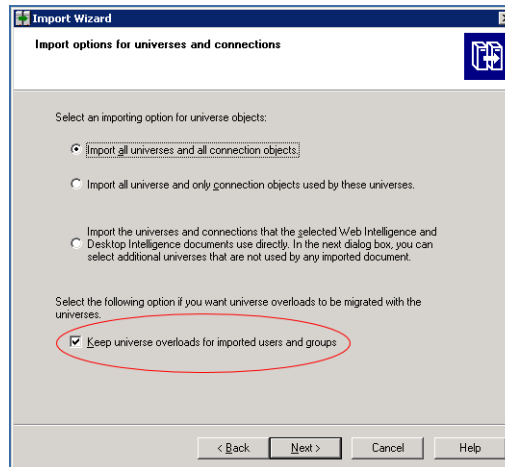 Import Wizard
Import options for universes and connections
Select an importing option for universe objects:
Import all universes and all connection objects.
Import all universe and only connection objects used by these universes.
Import the universes and connections that the selected Web Intelligence and
Desktop Intelligence documents use directly. In the next dialog box, you can
select additional universes that are not used by any imported document.
Select the following option if you want universe overloads to be migrated with the
universes.
Keep universe overloads for imported users and groups
< Back Next > Cancel Help